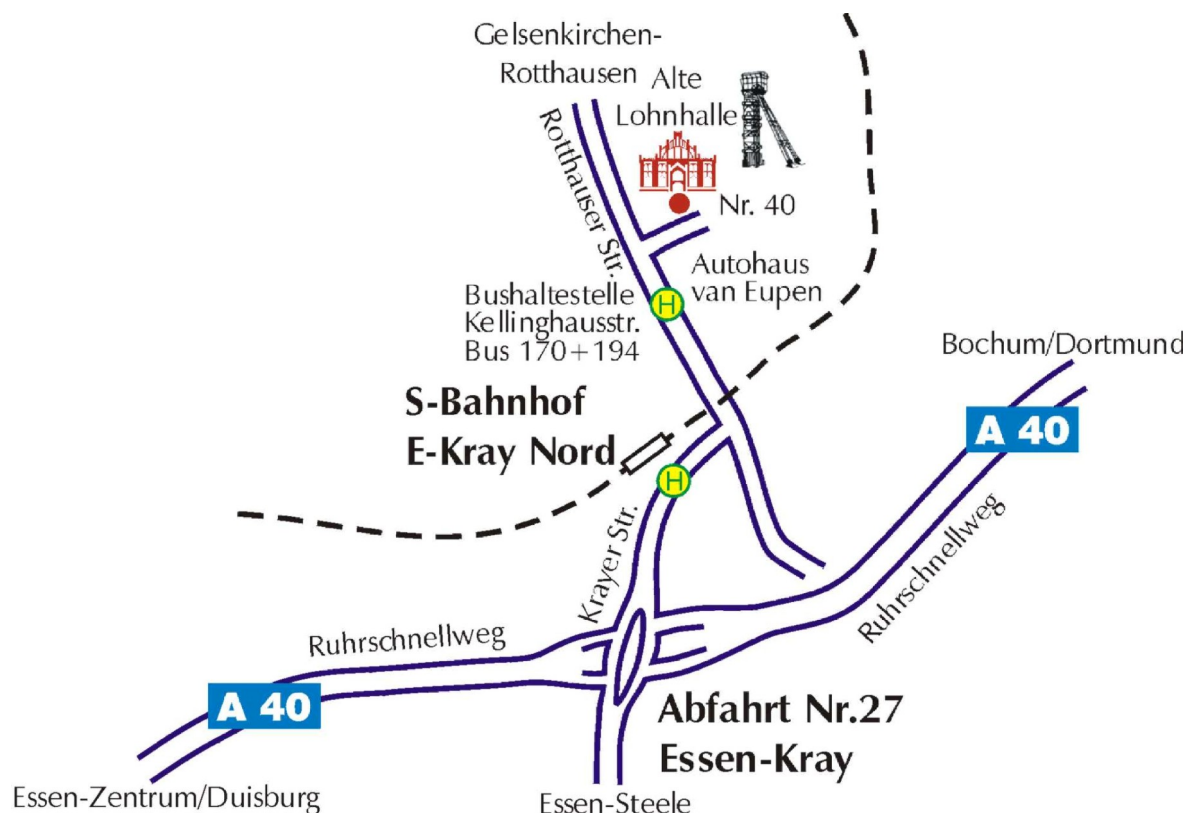 Gelsenkirchen-
Rotthausen
Alte
Lohnhalle
Rotthauser Str.
Nr. 40
Autohaus
van Eupen
Bushaltestelle
Kellinghausstr.
Bus 170+194
H
Bochum/Dortmund
S-Bahnhof
E-Kray Nord
A 40
H
Krayer Str.
Ruhrschnellweg
Ruhrschnellweg
A 40
Abfahrt Nr.27
Essen-Kray
Essen-Zentrum/Duisburg
Essen-Steele